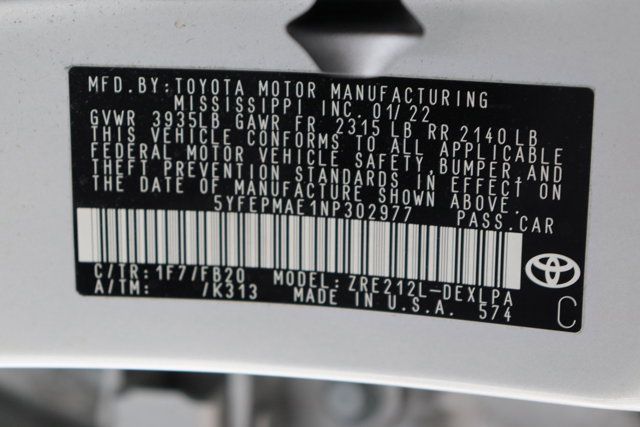 MFD.BY:TOYOTA MOTOR MANUFACTURING
MISSISSIPPI INC. 01/22
GVWR 3935LB GAWR FR 2315LB RR 2140LB
THIS VEHICLE CONFORMS TO ALL APPLICABLE
FEDERAL MOTOR VEHICLE SAFETY,BUMPER,AND
THEFT PREVENTION STANDARDS IN EFFECT ON
THE DATE OF MANUFACTURE SHOWN ABOVE.
5YFEPMAE1NP302977 PASS.CAR
C/TR:1F7/FB20 MODEL:ZRE212L-DEXLPA
A/TM: /K313 MADE IN U.S.A. 574
C